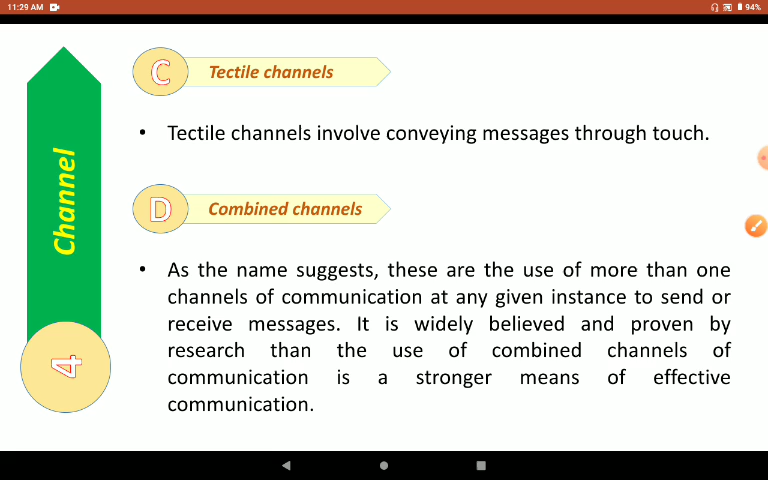 11:29 AM
94%
C
Tectile channels
• Tectile channels involve conveying messages through touch.
D
Combined channels
• As the name suggests, these are the use of more than one
channels of communication at any given instance to send or
receive messages. It is widely believed and proven by
research than the use of combined channels of
communication is a stronger means of effective
communication.
Channel
4